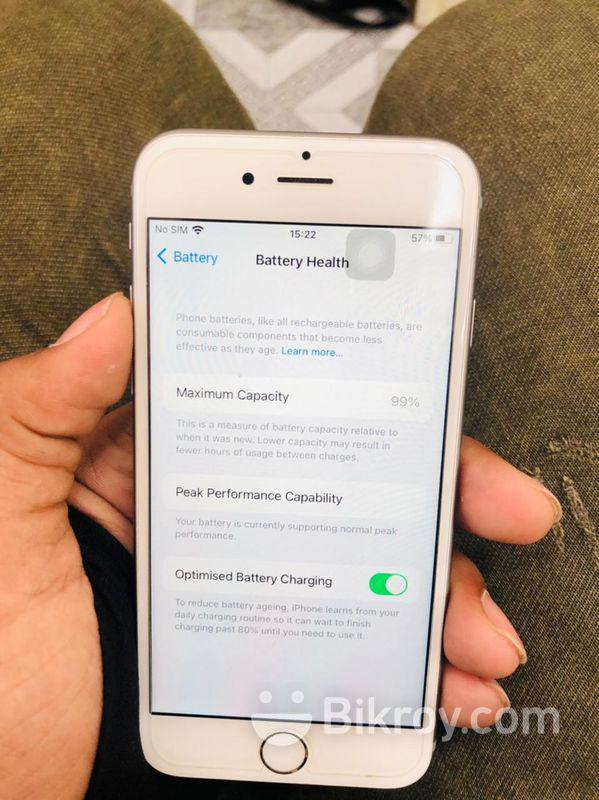 No SIM 15:22 57%
Battery Battery Health
Phone batteries, like all rechargeable batteries, are
consumable components that become less
effective as they age. Learn more...
Maximum Capacity 99%
This is a measure of battery capacity relative to
when it was new. Lower capacity may result in
fewer hours of usage between charges.
Peak Performance Capability
Your battery is currently supporting normal peak
performance.
Optimised Battery Charging
To reduce battery ageing, iPhone learns from your
daily charging routine so it can wait to finish
charging past 80% until you need to use it.
Bikroy.com